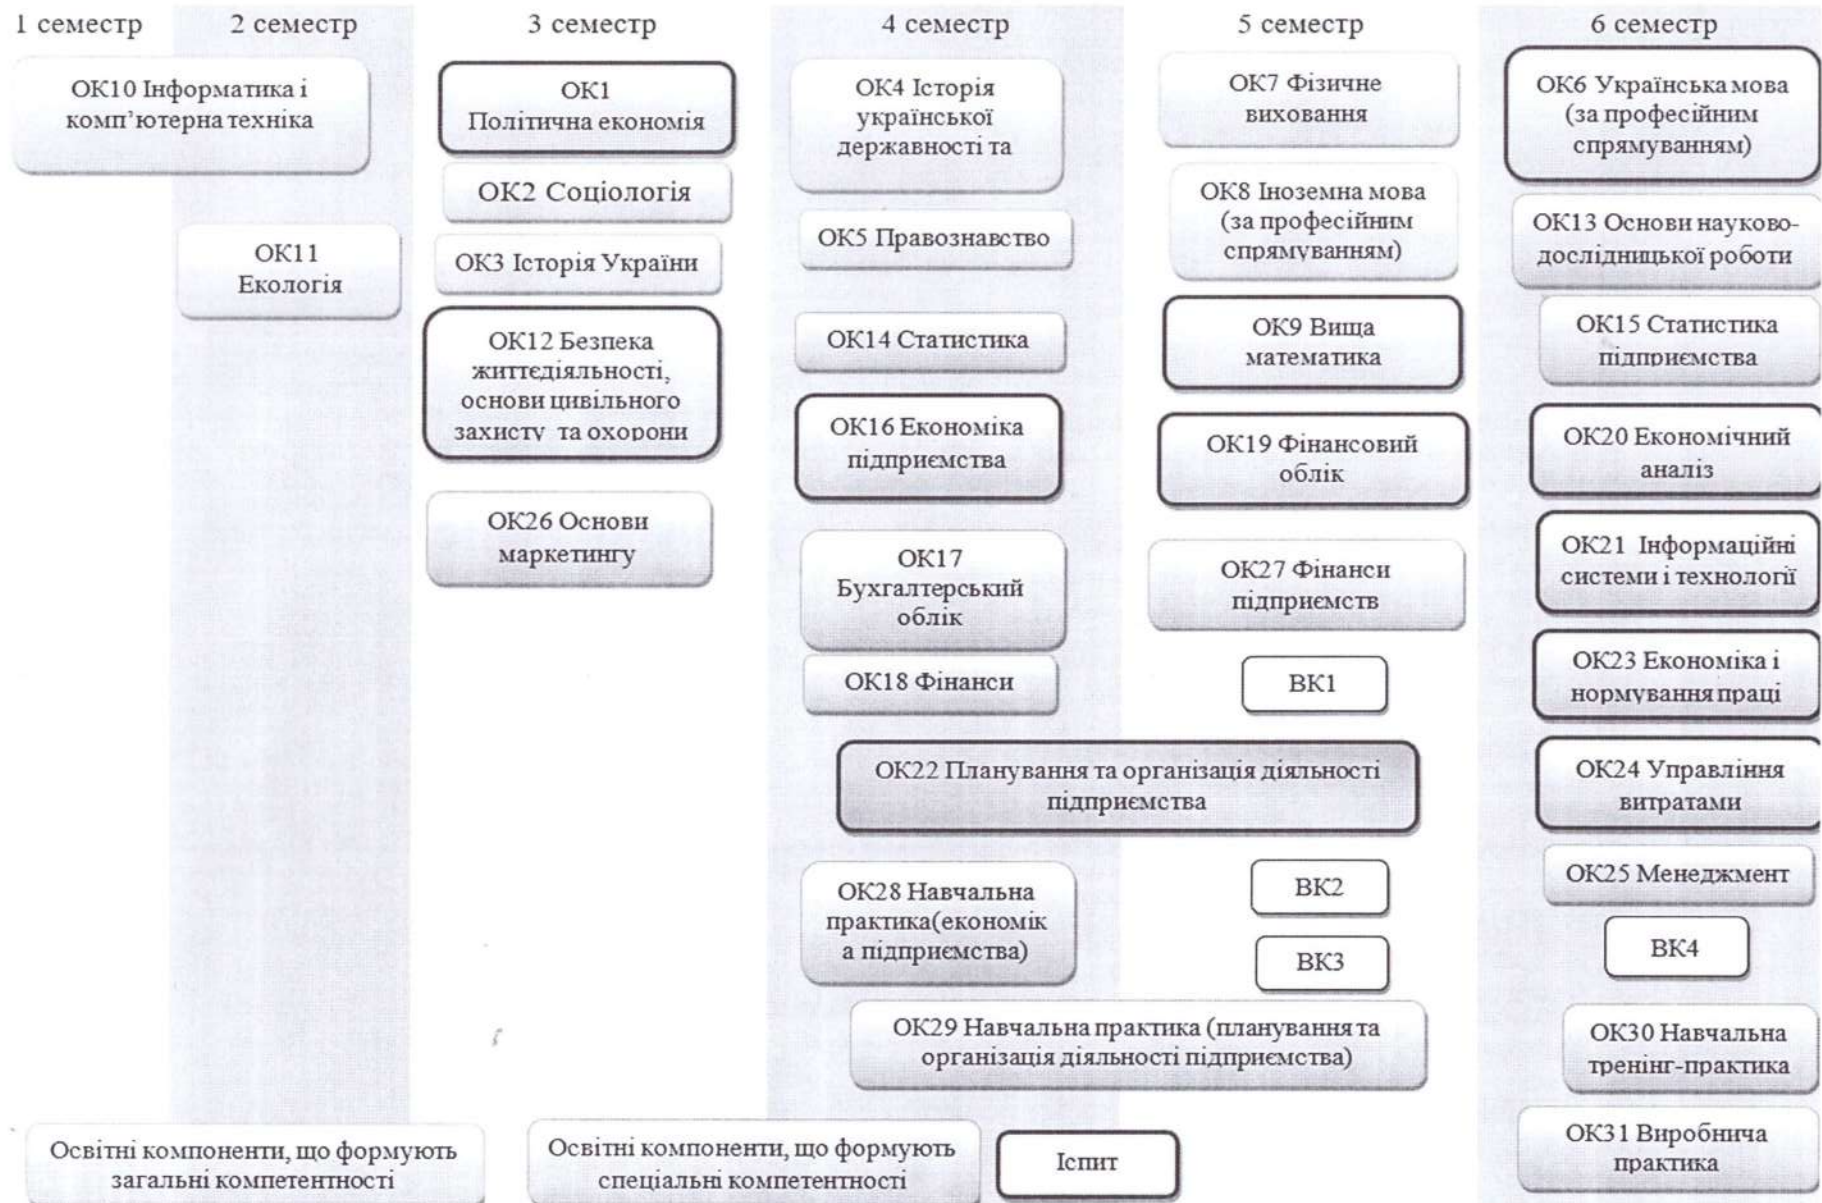 1 семестр
2 семестр
3 семестр
4 семестр
5 семестр
6 семестр
ОК10 Інформатика і
комп’ютерна техніка
ОК11
Екологія
ОК1
Політична економія
ОК2 Соціологія
ОК3 Історія України
ОК12 Безпека
життєдіяльності,
основи цивільного
захисту та охорони
ОК26 Основи
маркетингу
ОК4 Історія
української
державності та
ОК5 Правознавство
ОК14 Статистика
ОК16 Економіка
підприємства
ОК17
Бухгалтерський
облік
ОК18 Фінанси
ОК22 Планування та організація діяльності
підприємства
ОК28 Навчальна
практика(економік
а підприємства)
ОК29 Навчальна практика (планування та
організація діяльності підприємства)
ОК7 Фізичне
виховання
ОК8 Іноземна мова
(за професійним
спрямуванням)
ОК9 Вища
математика
ОК19 Фінансовий
облік
ОК27 Фінанси
підприємств
ВК1
ВК2
ВК3
ОК6 Українська мова
(за професійним
спрямуванням)
ОК13 Основи науково-
дослідницької роботи
ОК15 Статистика
підприємства
ОК20 Економічний
аналіз
ОК21 Інформаційні
системи і технології
ОК23 Економіка і
нормування праці
ОК24 Управління
витратами
ОК25 Менеджмент
ВК4
ОК30 Навчальна
тренінг-практика
ОК31 Виробнича
практика
Освітні компоненти, що формують
загальні компетентності
Освітні компоненти, що формують
спеціальні компетентності
Іспит